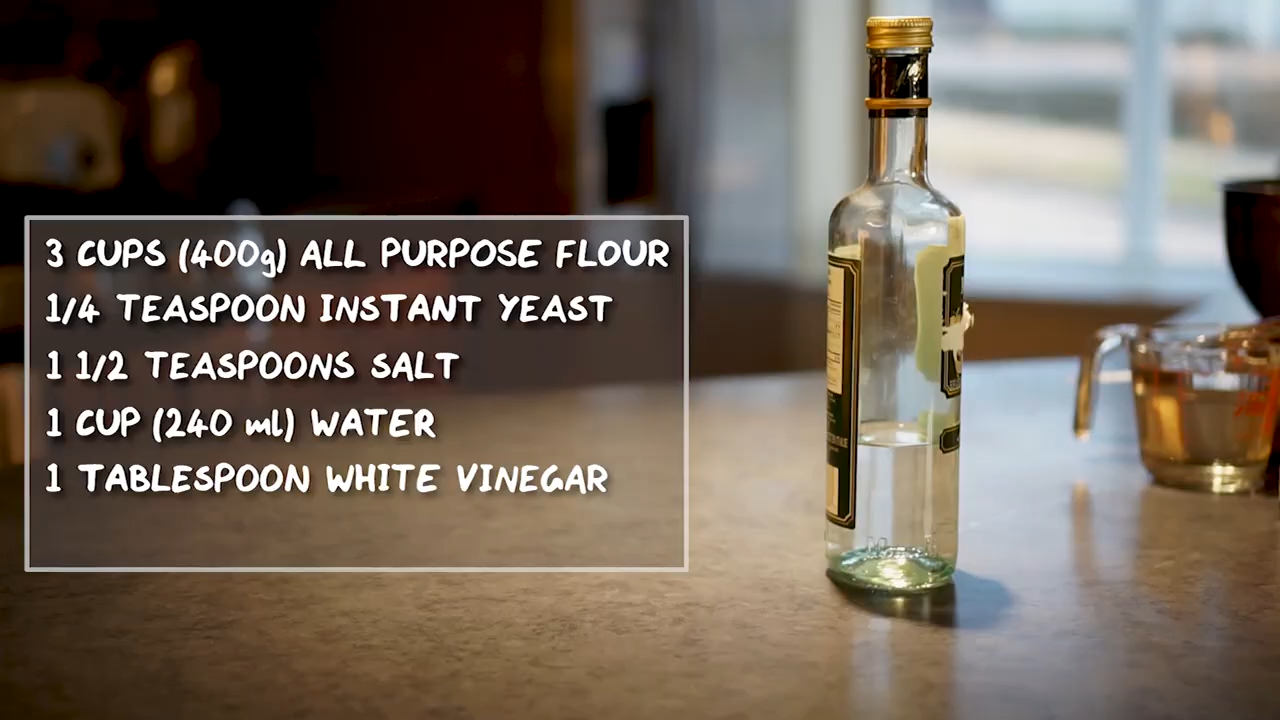 3 CUPS (400g) ALL PURPOSE FLOUR
1/4 TEASPOON INSTANT YEAST
1 1/2 TEASPOONS SALT
1 CUP (240 ml) WATER
1 TABLESPOON WHITE VINEGAR